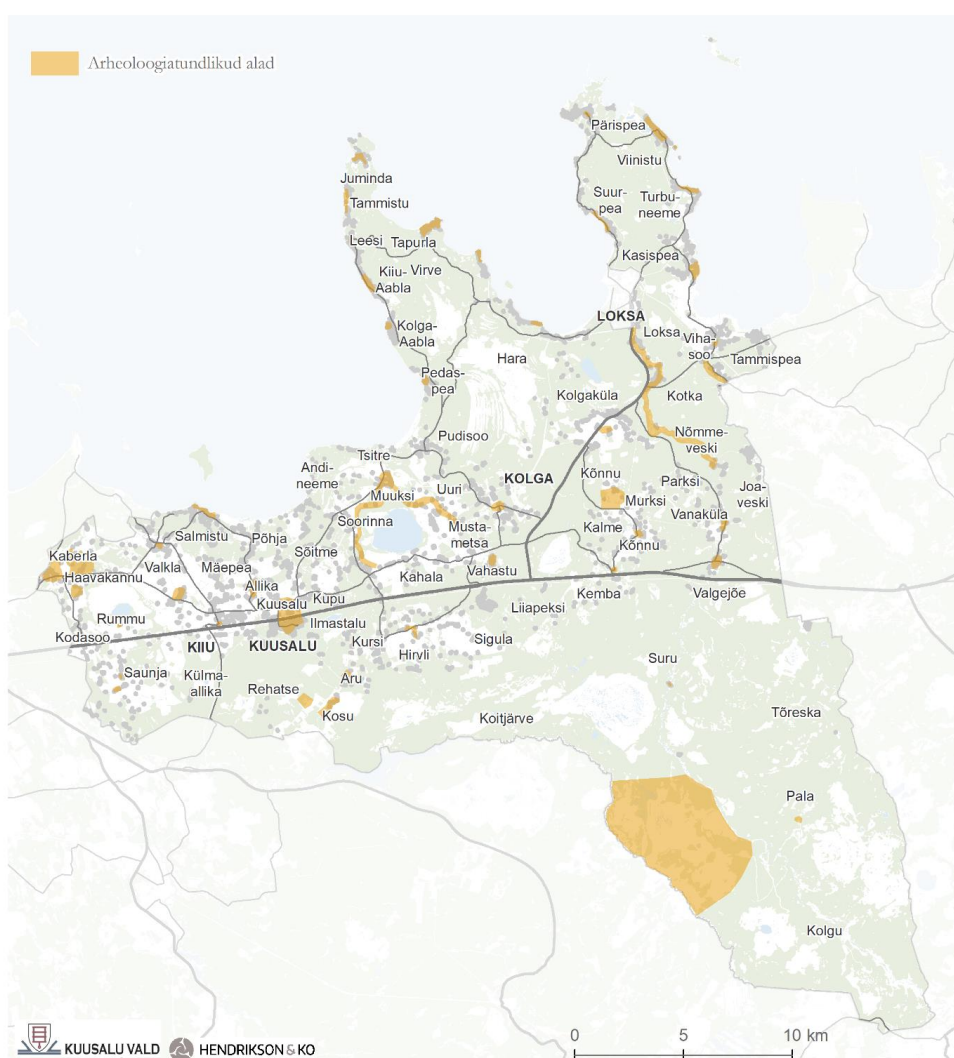 Arheoloogiatundlikud alad
Pärispea
Viinistu
Juminda
Tammistu
Suur-
pea
Turbu-
neeme
Leesi
Tapurla
Kasispea
Kiiu-
Aabla
Virve
LOKSA
Kolga-
Aabla
Loksa
Viha-
soo
Tammispea
Hara
Pedas-
pea
Kolgaküla
Kotka
Pudisoo
Nõmme-
veski
Tsitre
Andi-
neeme
KOLGA
Kõnnu
Muuksi
Uuri
Parksi
Joa-
veski
Murksi
Soorinna
Vanaküla
Salmistu
Põhja
Musta-
metsa
Kalme
Kõnnu
Kaberla
Sõitme
Valkla
Mäepea
Haavakannu
Kahala
Vahastu
Allika
Kemba
Valgejõe
Kuusalu
Kupu
Liiapeksi
Rummu
Ilmastalu
Kodasoo
KIIU
KUUSALU
Kursi
Sigula
Hirvli
Suru
Saunja
Külma-
allika
Aru
Rehatse
Kosu
Koitjärve
Tõreska
Pala
Kolgu
0 5 10 km
KUUSALU VALD HENDRIKSON & KO